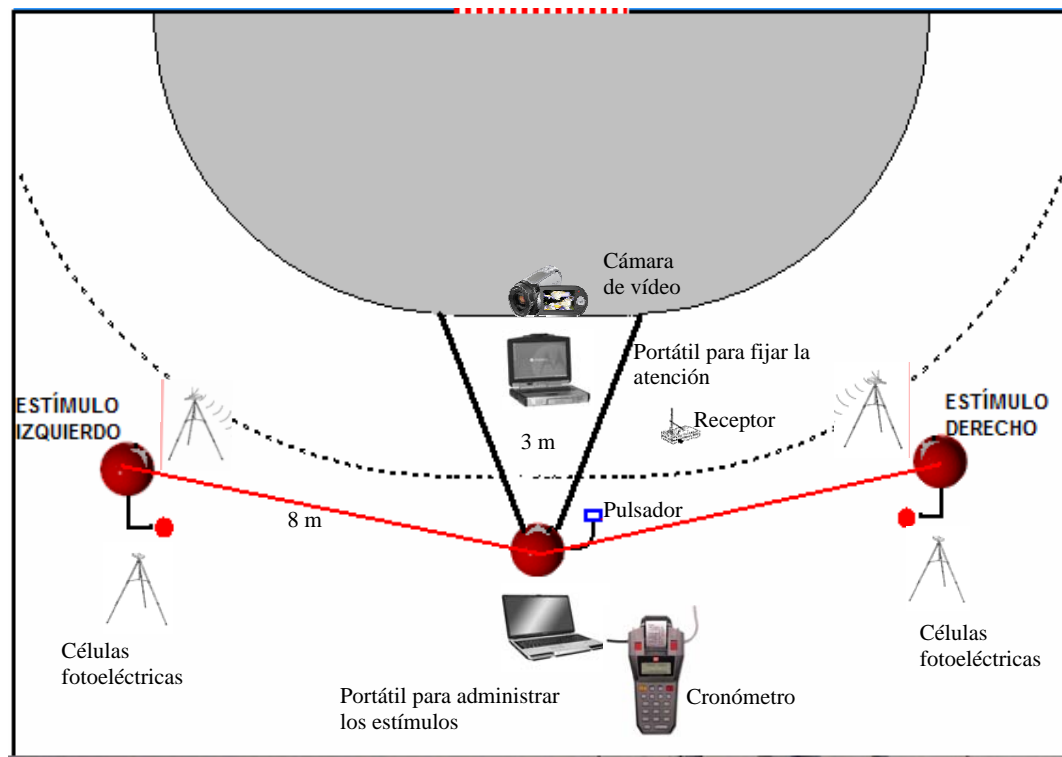 Cámara
de vídeo
Portátil para fijar la
atención
ESTÍMULO
IZQUIERDO
ESTÍMULO
DERECHO
Receptor
3 m
8 m
Pulsador
Células
fotoeléctricas
Células
fotoeléctricas
Portátil para administrar
los estímulos
Cronómetro